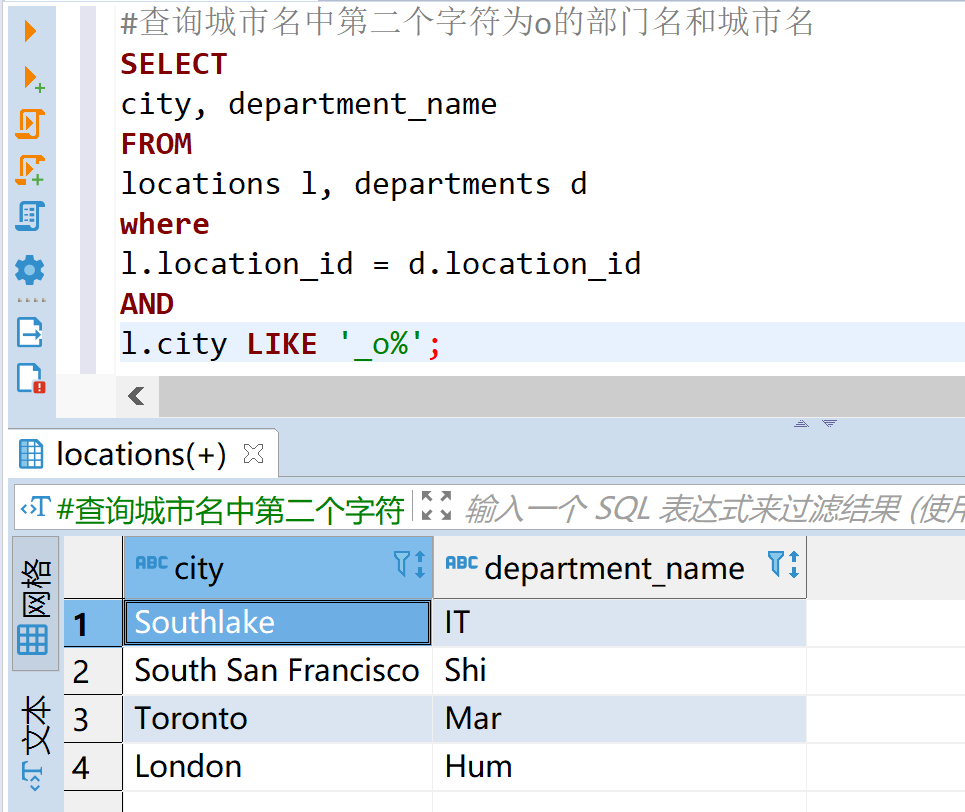 #查询城市名中第二个字符为o的部门名和城市名
SELECT
city, department_name
FROM
locations l, departments d
where
l.location_id = d.location_id
AND
l.city LIKE '_o%';
locations(+)
#查询城市名中第二个字符 输入一个 SQL 表达式来过滤结果 (使用
网格
文本
ABC city ABC department_name
1 Southlake IT
2 South San Francisco Shi
3 Toronto Mar
4 London Hum